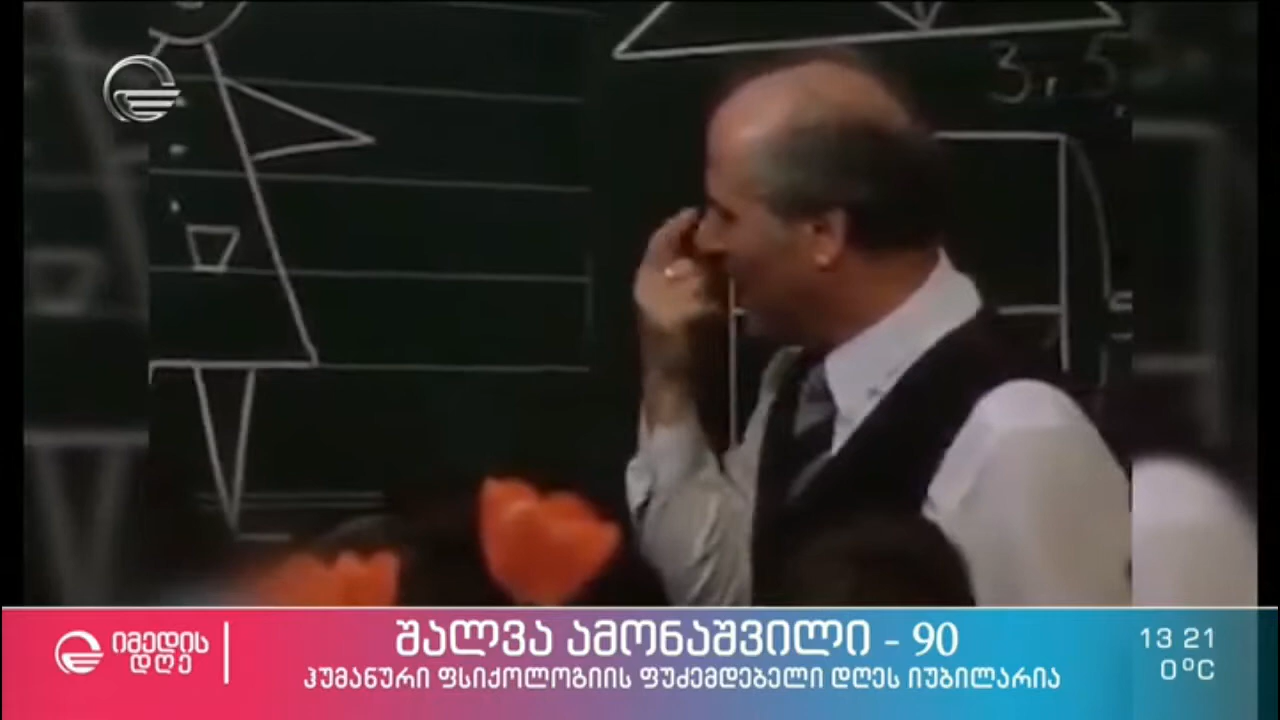 3,5
შალვა ამონაშვილი - 90
ჰუმანური ფსიქოლოგიის ფუძემდებელი დღეს იუბილარია
იმედის
დღე
13 21
0°C